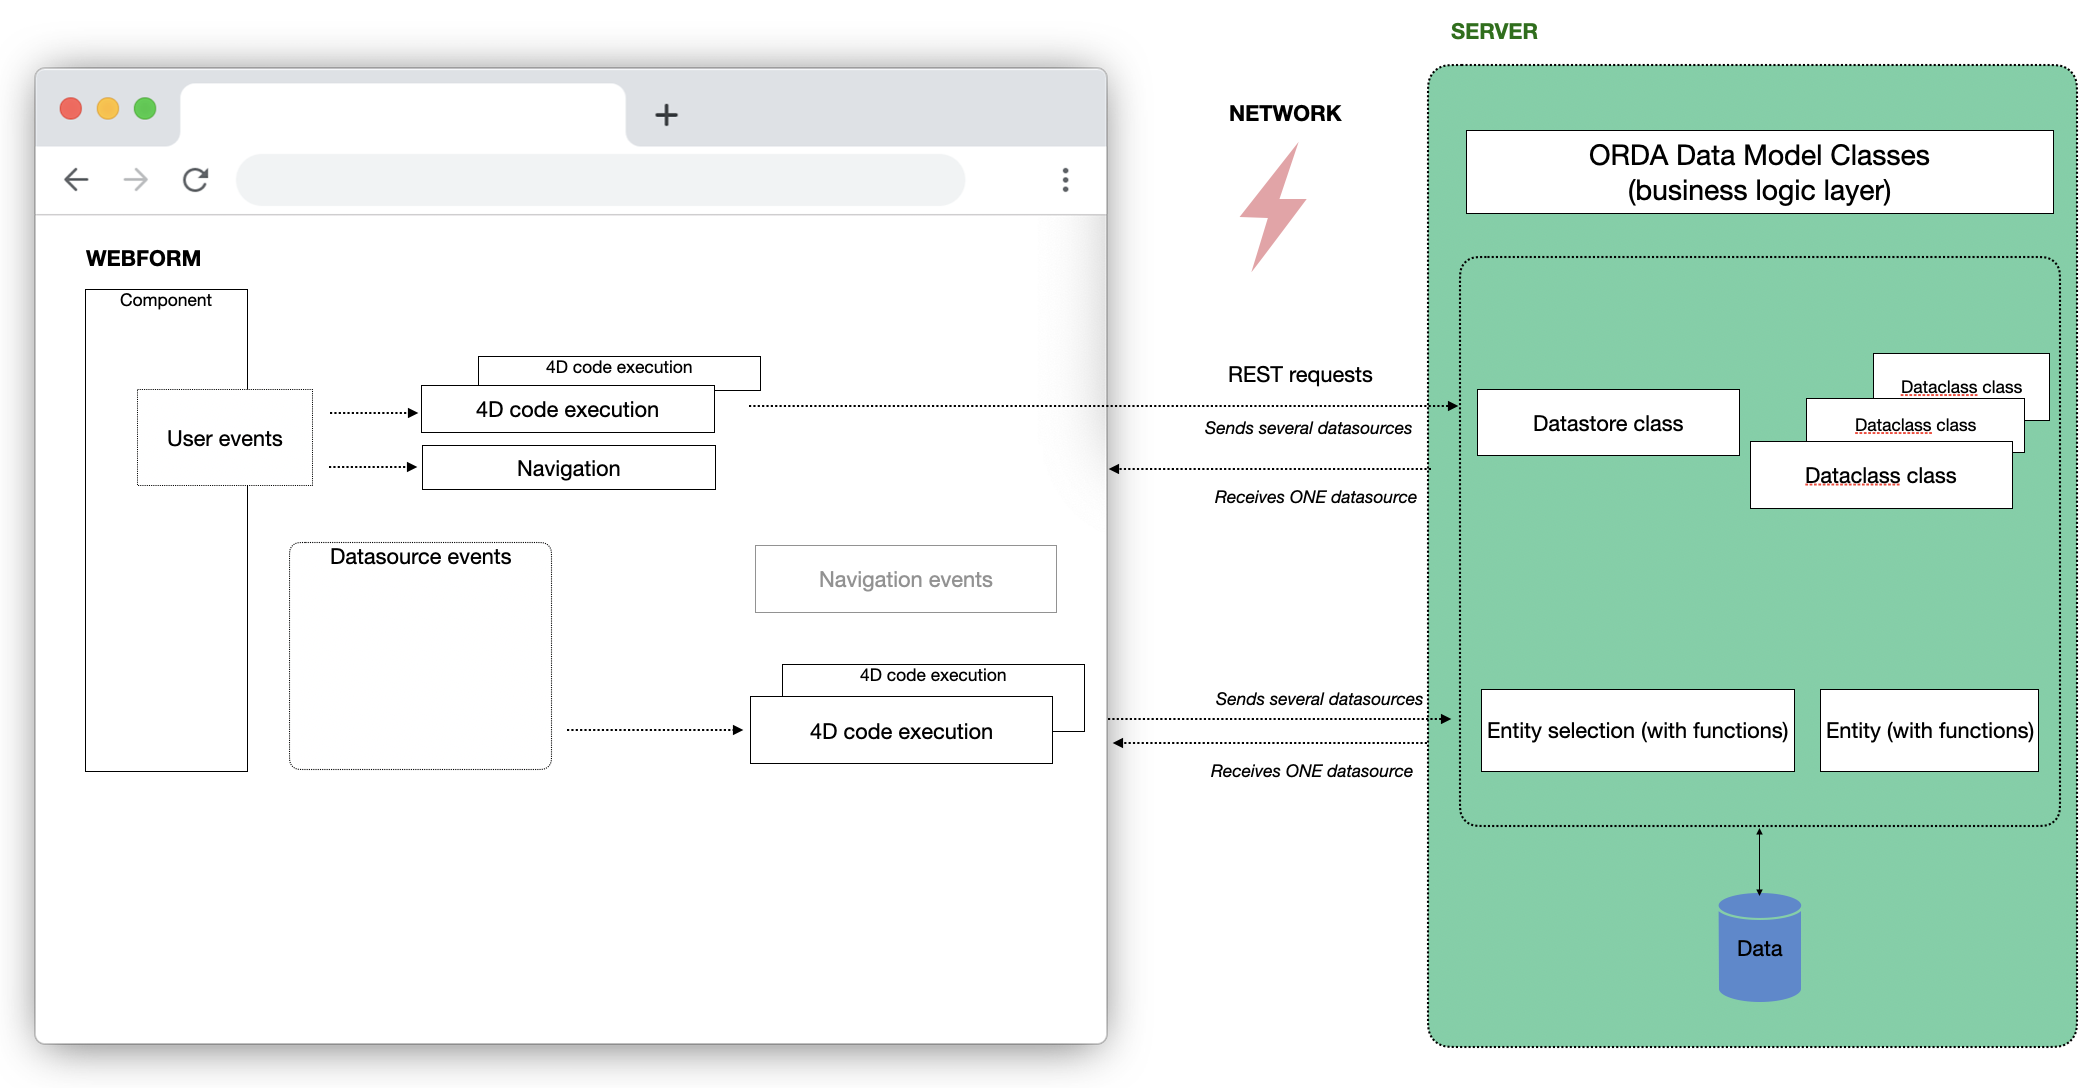 SERVER
NETWORK
ORDA Data Model Classes
(business logic layer)
WEBFORM
Component
4D code execution
4D code execution
User events
Navigation
REST requests
Sends several datasources
Receives ONE datasource
Datastore class
Dataclass class
Dataclass class
Dataclass class
Datasource events
Navigation events
4D code execution
4D code execution
Sends several datasources
Receives ONE datasource
Entity selection (with functions)
Entity (with functions)
Data